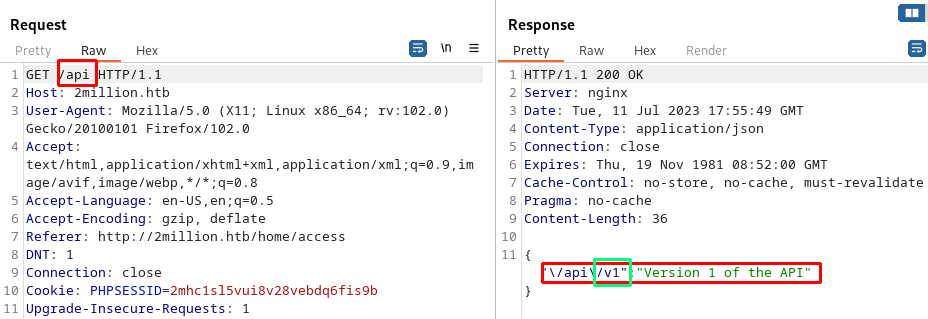 Request
Pretty Raw Hex \n
1 GET /api HTTP/1.1
2 Host: 2million.htb
3 User-Agent: Mozilla/5.0 (X11; Linux x86_64; rv:102.0)
Gecko/20100101 Firefox/102.0
4 Accept:
text/html,application/xhtml+xml,application/xml;q=0.9,im
age/avif,image/webp,*/*;q=0.8
5 Accept-Language: en-US,en;q=0.5
6 Accept-Encoding: gzip, deflate
7 Referer: http://2million.htb/home/access
8 DNT: 1
9 Connection: close
10 Cookie: PHPSESSID=2mhc1sl5vui8v28vebdq6fis9b
11 Upgrade-Insecure-Requests: 1
Response
Pretty Raw Hex Render
1 HTTP/1.1 200 OK
2 Server: nginx
3 Date: Tue, 11 Jul 2023 17:55:49 GMT
4 Content-Type: application/json
5 Connection: close
6 Expires: Thu, 19 Nov 1981 08:52:00 GMT
7 Cache-Control: no-store, no-cache, must-revalidate
8 Pragma: no-cache
9 Content-Length: 36
10
11 {
"\/api\/v1":"Version 1 of the API"
}